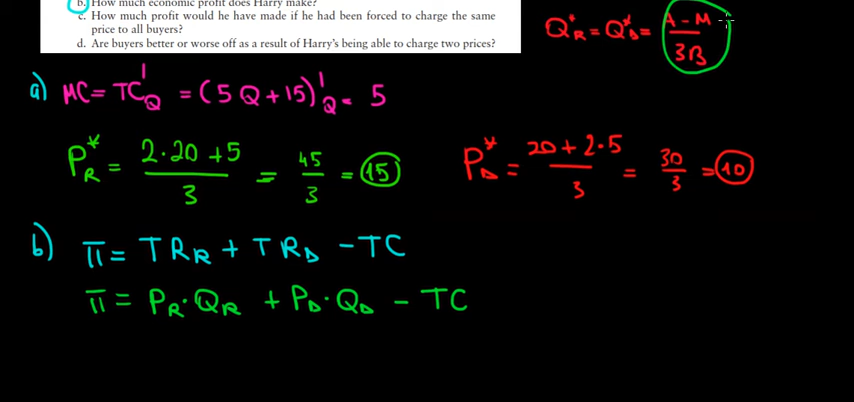 b. How much economic profit does Harry make?
c. How much profit would he have made if he had been forced to charge the same
price to all buyers?
d. Are buyers better or worse off as a result of Harry's being able to charge two prices?
Q*R = Q*D = A - M / 3B
a) MC = TC'Q = (5Q + 15)'Q = 5
P*R = 2·20 + 5 / 3 = 45/3 = 15
P*D = 20 + 2·5 / 3 = 30/3 = 10
b) π = TRR + TRD - TC
π = PR·QR + PD·QD - TC